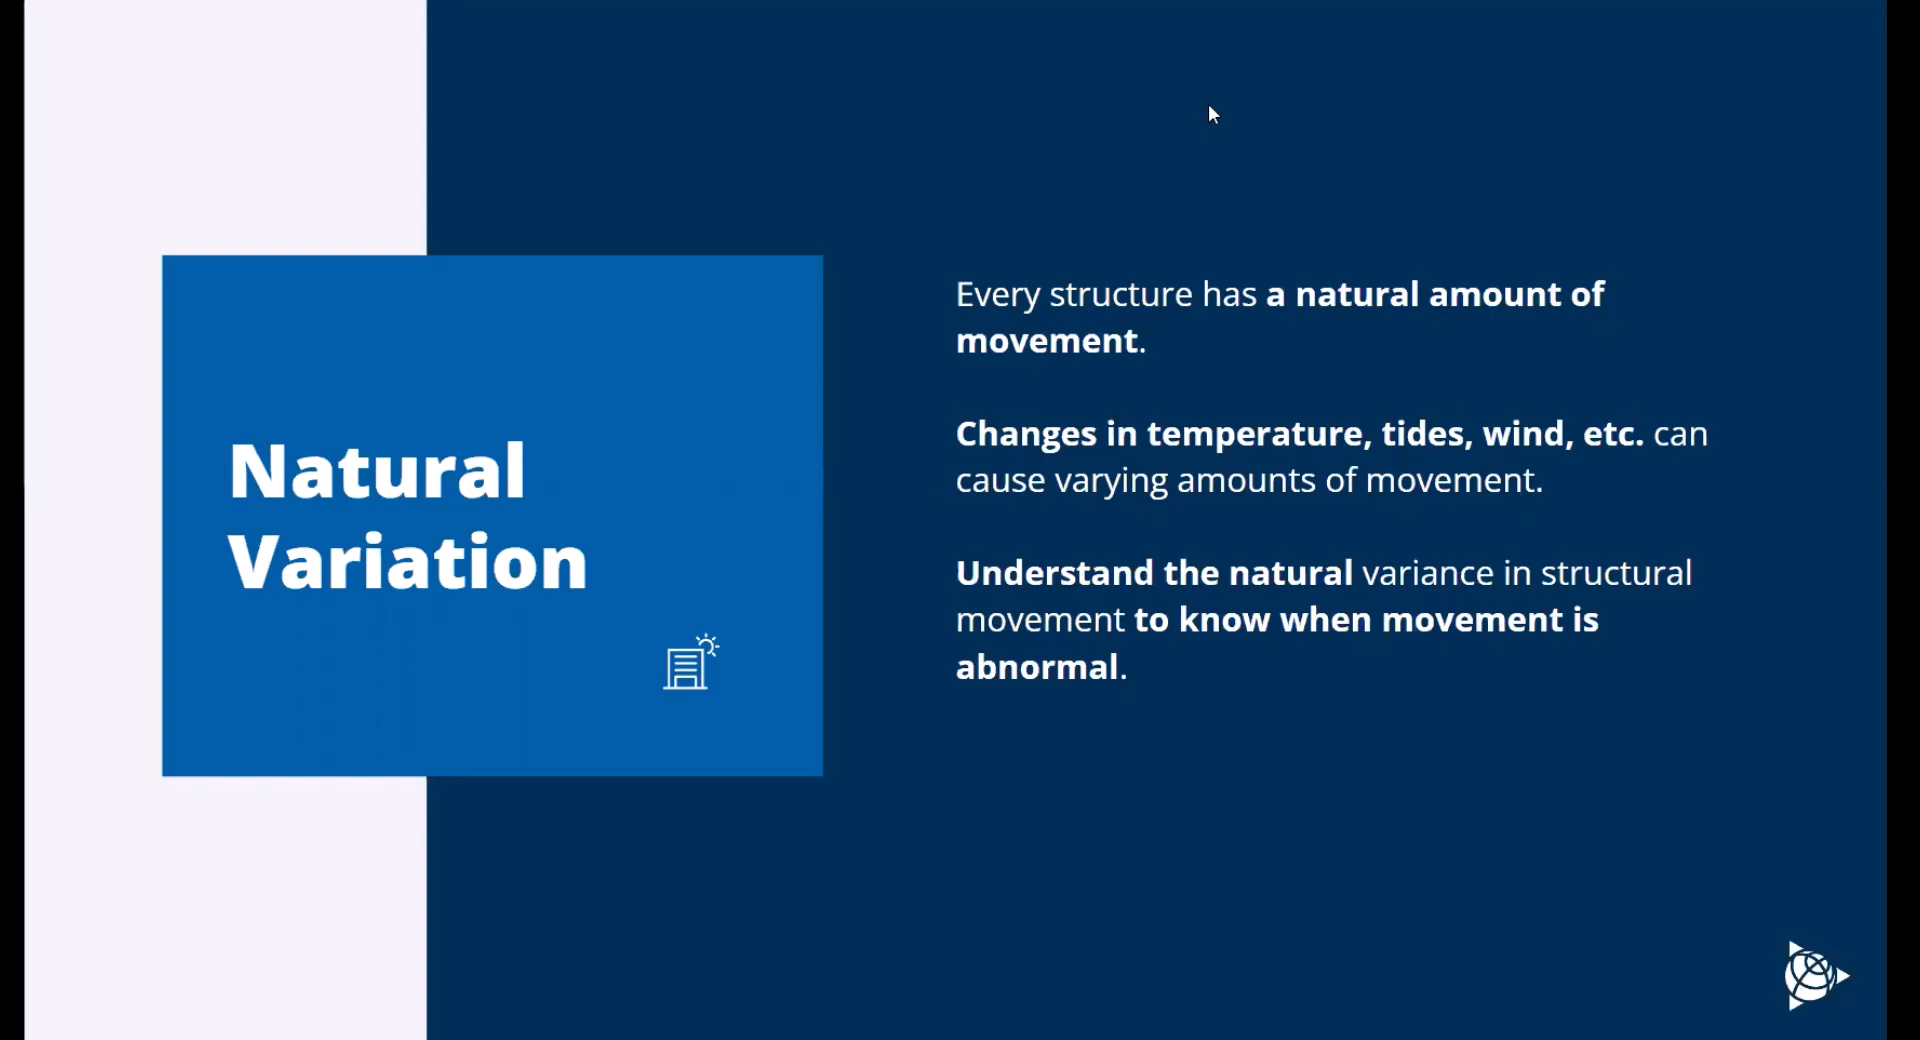 Natural
Variation
Every structure has a natural amount of
movement.
Changes in temperature, tides, wind, etc. can
cause varying amounts of movement.
Understand the natural variance in structural
movement to know when movement is
abnormal.